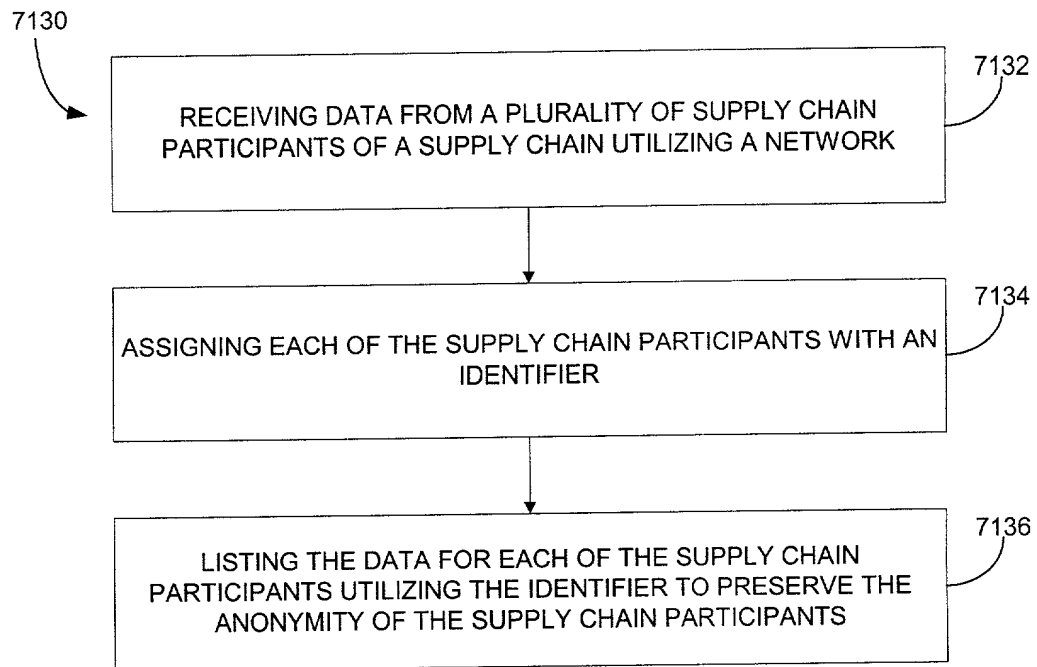 7130
7132
RECEIVING DATA FROM A PLURALITY OF SUPPLY CHAIN
PARTICIPANTS OF A SUPPLY CHAIN UTILIZING A NETWORK
7134
ASSIGNING EACH OF THE SUPPLY CHAIN PARTICIPANTS WITH AN
IDENTIFIER
7136
LISTING THE DATA FOR EACH OF THE SUPPLY CHAIN
PARTICIPANTS UTILIZING THE IDENTIFIER TO PRESERVE THE
ANONYMITY OF THE SUPPLY CHAIN PARTICIPANTS